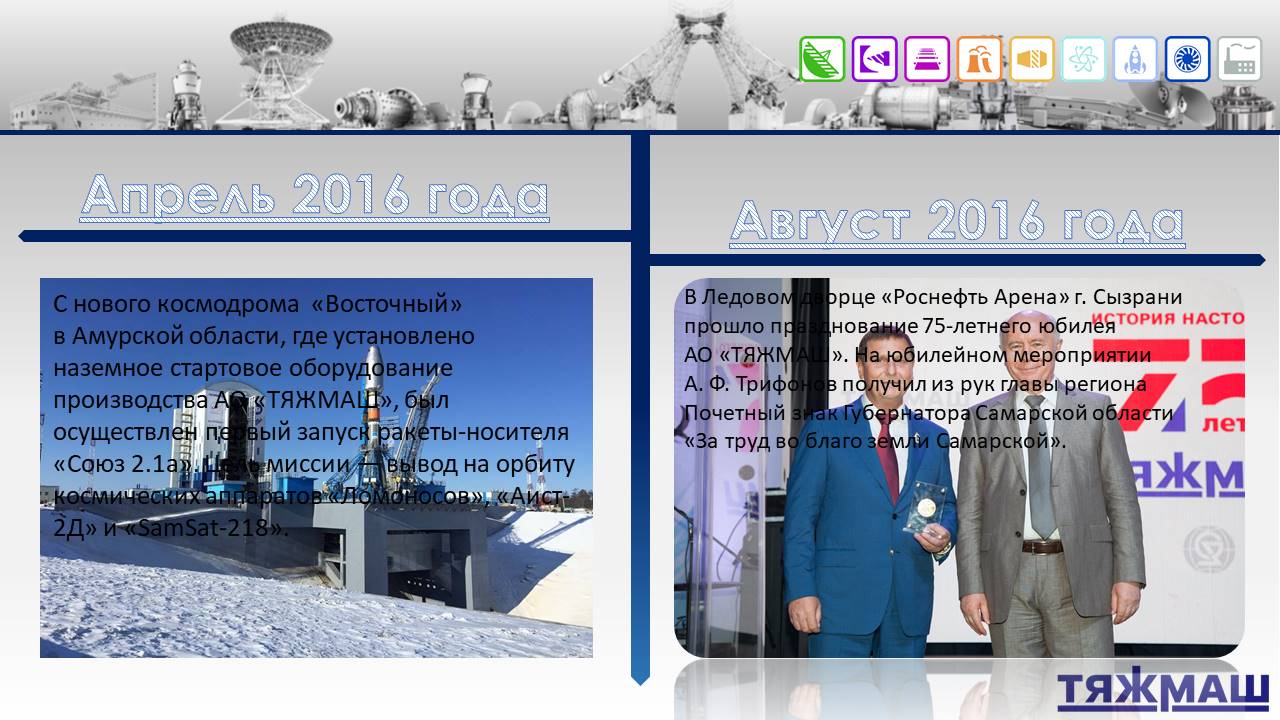 Апрель 2016 года
С нового космодрома «Восточный»
в Амурской области, где установлено
наземное стартовое оборудование
производства АО «ТЯЖМАШ», был
осуществлен первый запуск ракеты-носителя
«Союз 2.1а». Цель миссии — вывод на орбиту
космических аппаратов «Ломоносов», «Аист-
2Д» и «SamSat-218».
Август 2016 года
В Ледовом дворце «Роснефть Арена» г. Сызрани
прошло празднование 75-летнего юбилея
АО «ТЯЖМАШ». На юбилейном мероприятии
А. Ф. Трифонов получил из рук главы региона
Почетный знак Губернатора Самарской области
«За труд во благо земли Самарской».
ИСТОРИЯ НАСТО
75
лет
тяжм
ТЯЖМАШ